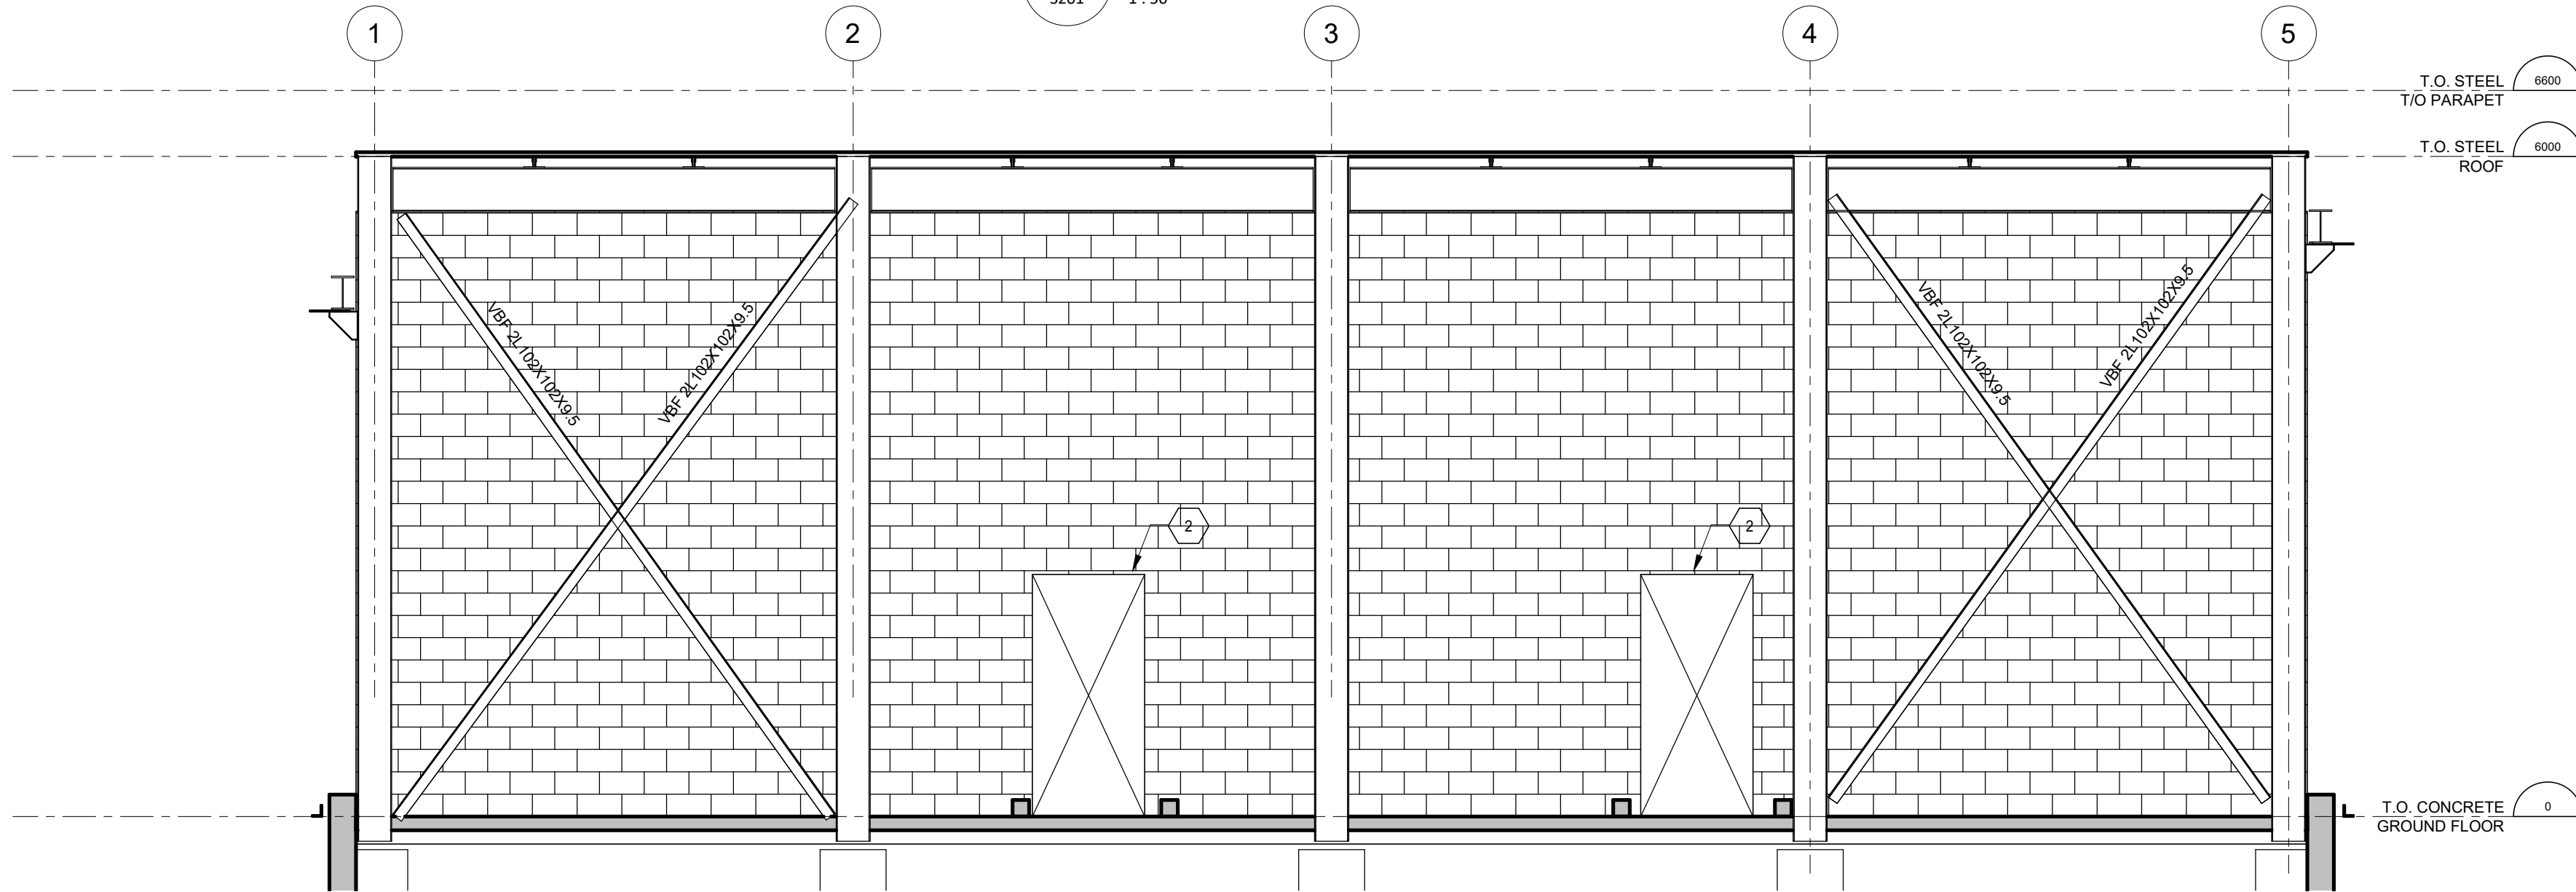 1
2
3
4
5
T.O. STEEL
6600
T/O PARAPET
T.O. STEEL
6000
ROOF
VBF 2L102X102X9.5
VBF 2L102X102X9.5
VBF 2L102X102X9.5
VBF 2L102X102X9.5
2
2
T.O. CONCRETE
0
GROUND FLOOR